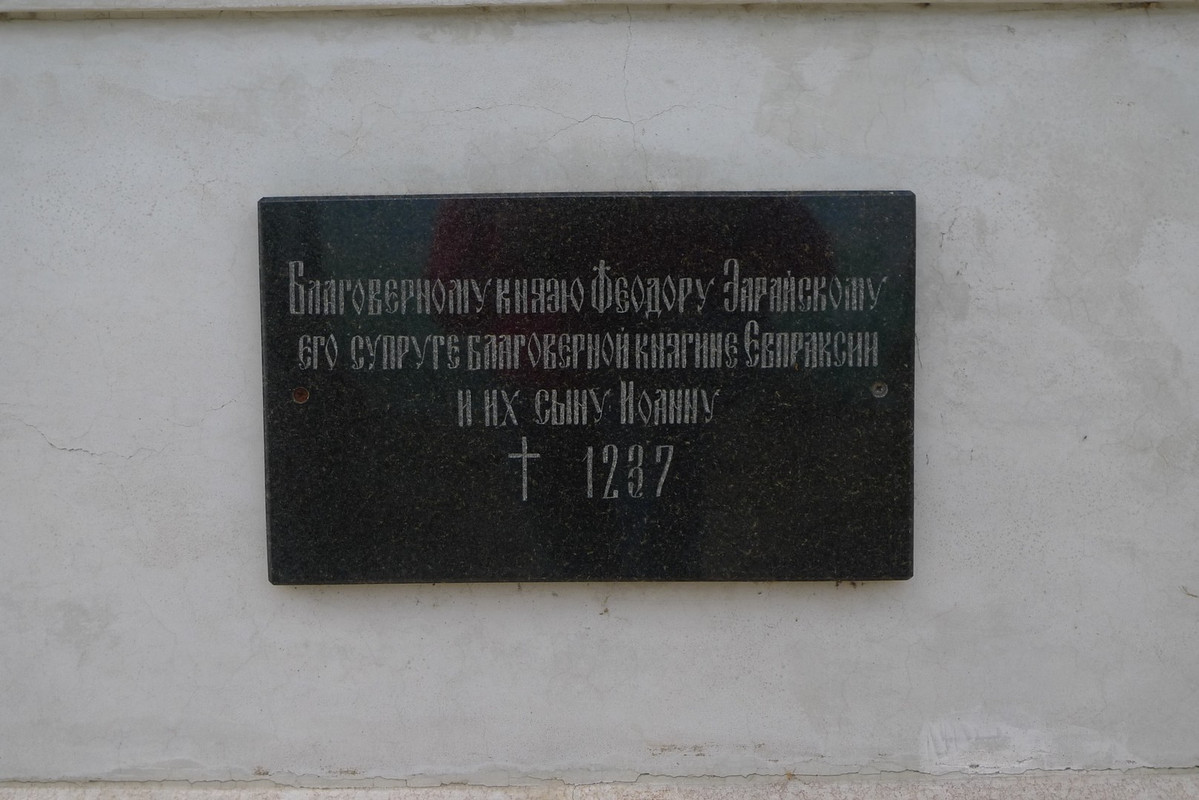 Благоверному князю Феодору Зарайскому
его супруге благоверной княгине Евпраксии
и их сыну Иоанну
† 1237